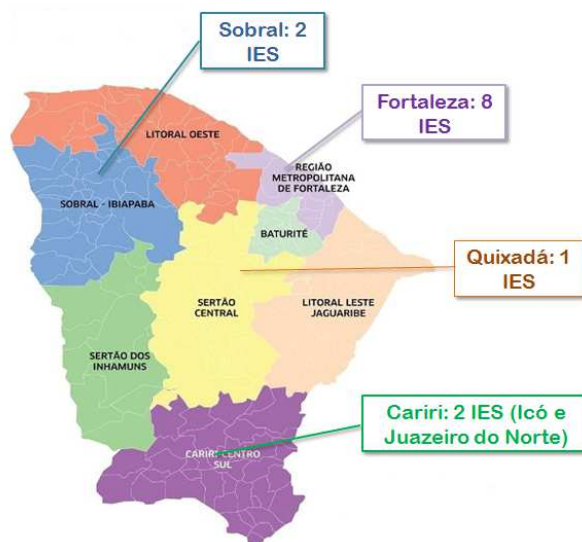 Sobral: 2
IES
Fortaleza: 8
IES
LITORAL OESTE
REGIÃO
METROPOLITANA
DE FORTALEZA
SOBRAL - IBIAPABA
BATURITÉ
Quixadá: 1
IES
SERTÃO
CENTRAL
LITORAL LESTE
JAGUARIBE
SERTÃO DOS
INHAMUNS
Cariri: 2 IES (Icó e
Juazeiro do Norte)
CARIRI CENTRO
SUL